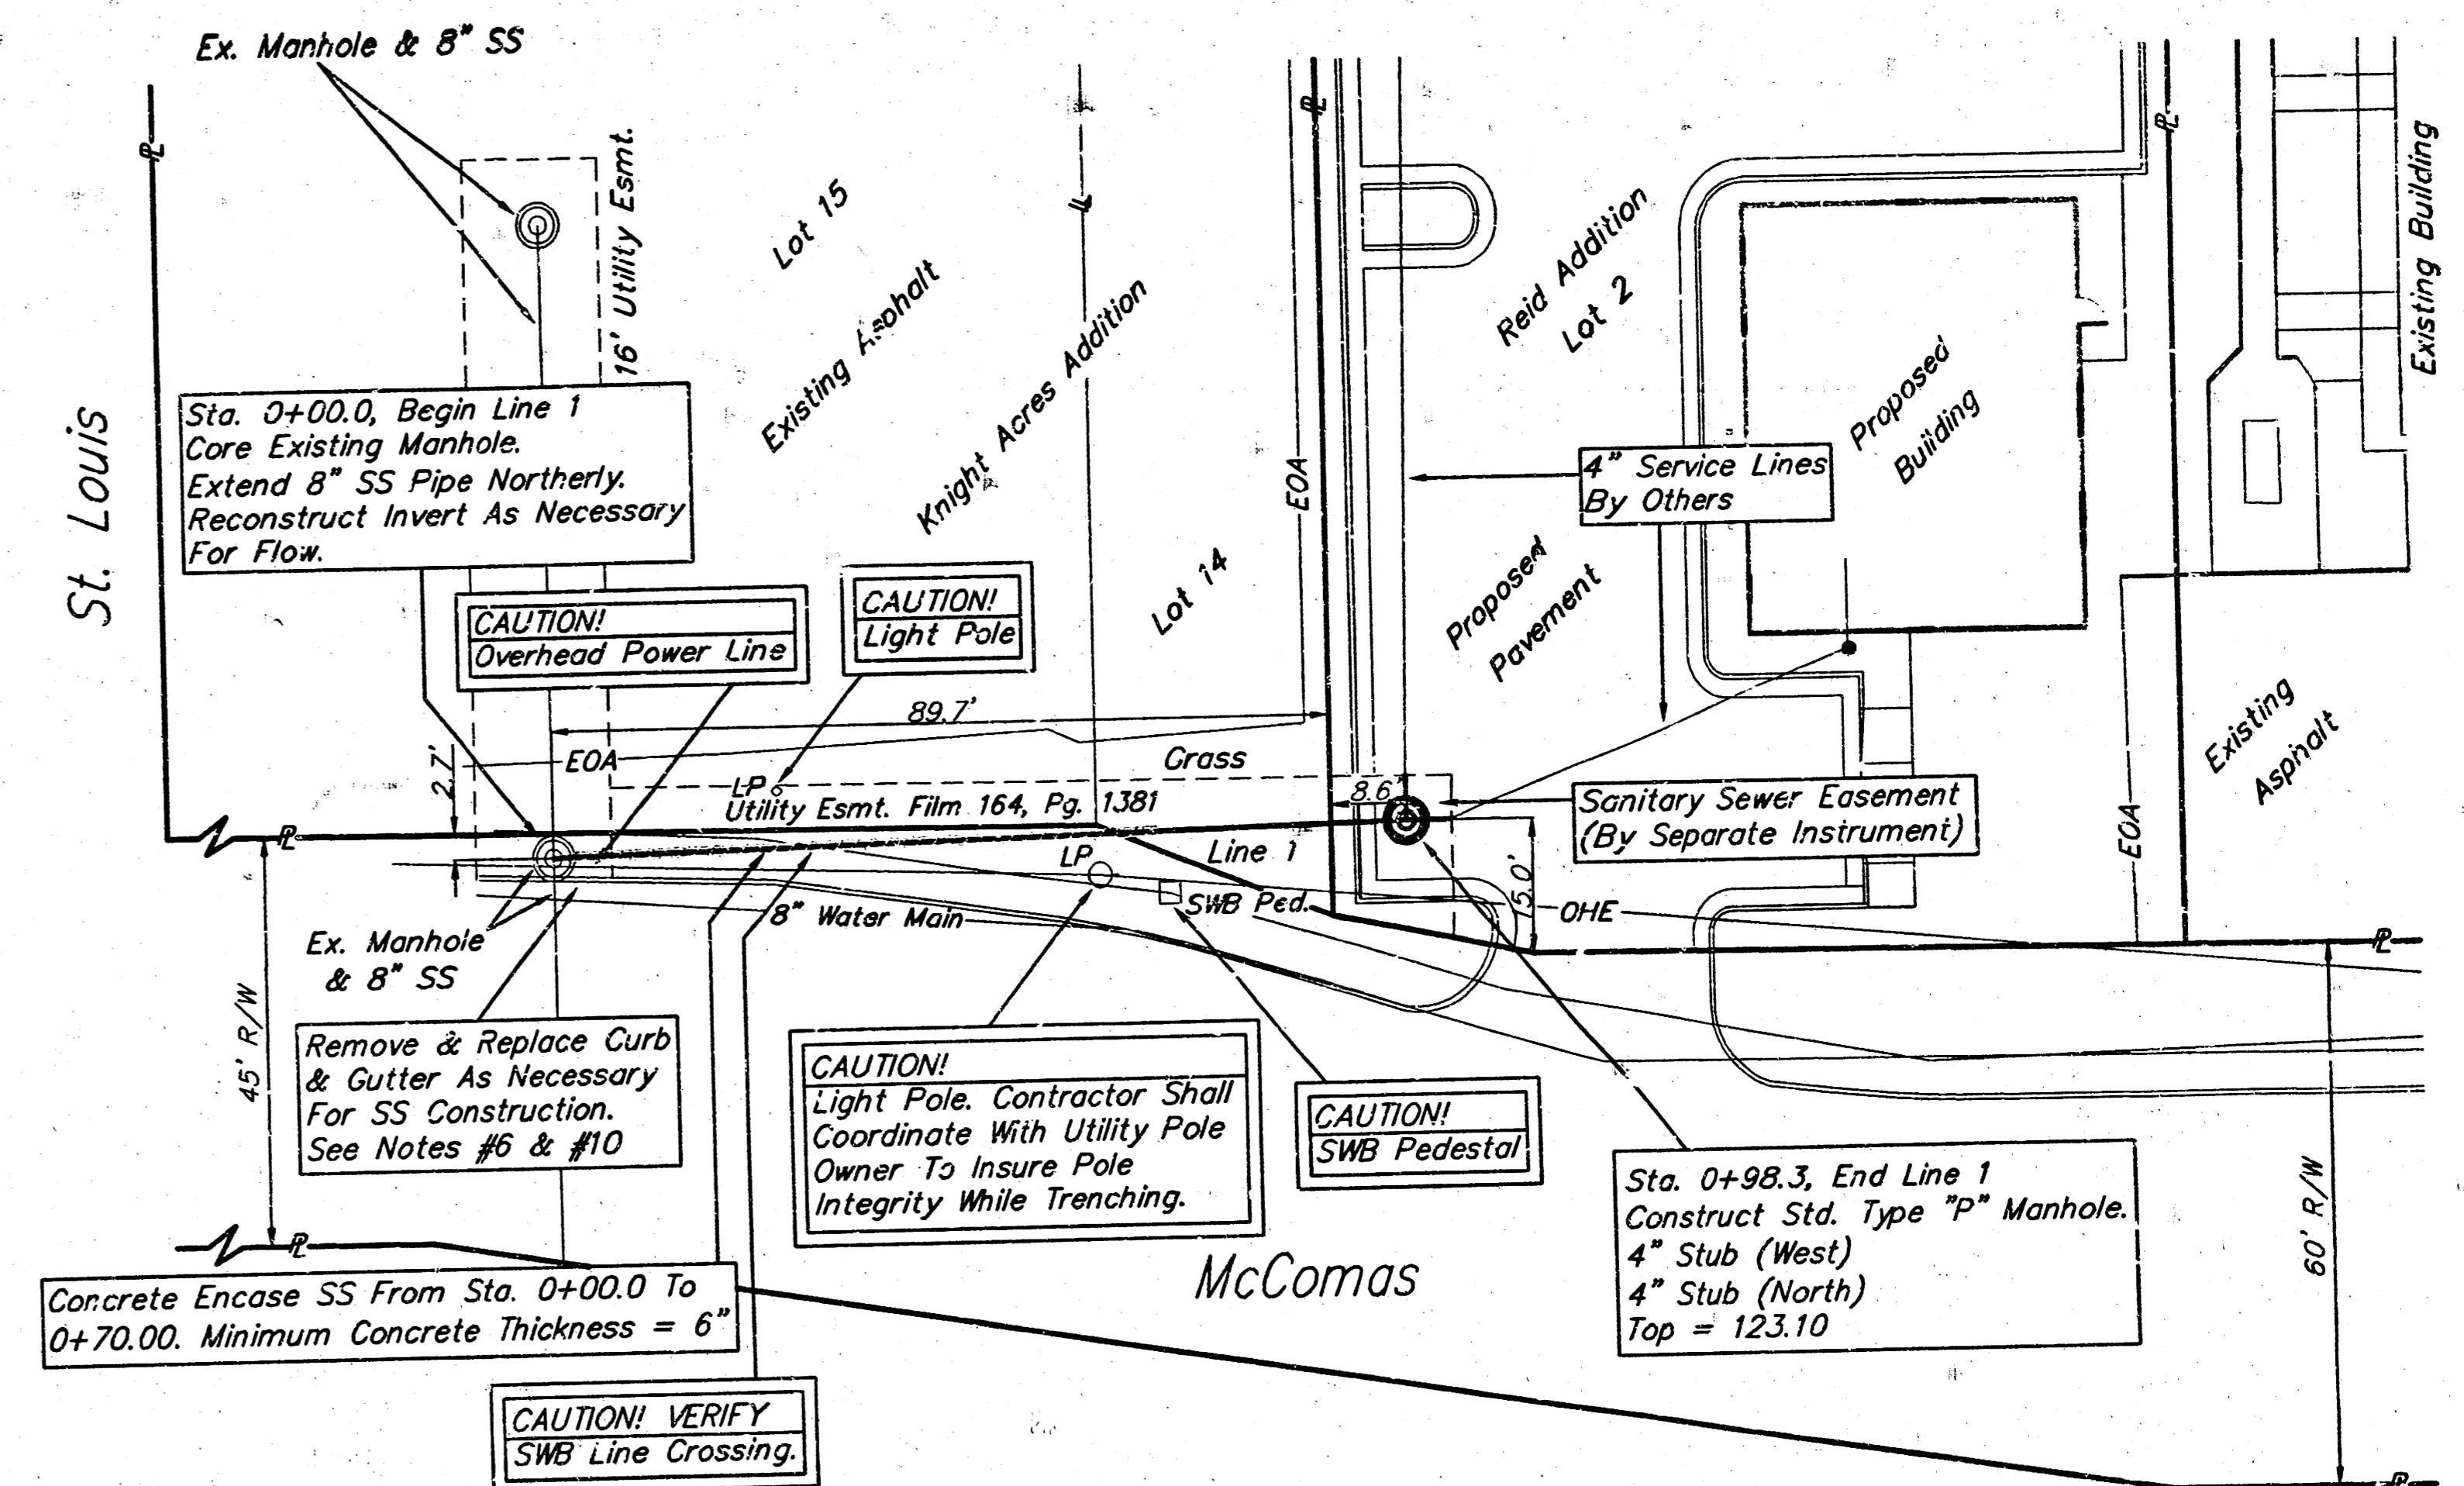 Ex. Manhole & 8" SS
St. Louis
16' Utility Esmt.
Lot 15
Existing Asphalt
Knight Acres Addition
Lot 14
EOA
Reid Addition
Lot 2
Proposed
Building
Existing Building
Sta. 0+00.0, Begin Line 1
Core Existing Manhole.
Extend 8" SS Pipe Northerly.
Reconstruct Invert As Necessary
For Flow.
4" Service Lines
By Others
CAUTION!
Overhead Power Line
CAUTION!
Light Pole
Proposed
Pavement
Existing
Asphalt
89.7'
EOA
Grass
2.7'
LP
Utility Esmt. Film 164, Pg. 1381
8.6'
Sanitary Sewer Easement
(By Separate Instrument)
EOA
LP
Line 1
15.0'
SWB Ped.
OHE
8" Water Main
Ex. Manhole
& 8" SS
45' R/W
Remove & Replace Curb
& Gutter As Necessary
For SS Construction.
See Notes #6 & #10
CAUTION!
Light Pole. Contractor Shall
Coordinate With Utility Pole
Owner To Insure Pole
Integrity While Trenching.
CAUTION!
SWB Pedestal
Sta. 0+98.3, End Line 1
Construct Std. Type "P" Manhole.
4" Stub (West)
4" Stub (North)
Top = 123.10
60' R/W
McComas
Concrete Encase SS From Sta. 0+00.0 To
0+70.00. Minimum Concrete Thickness = 6"
CAUTION! VERIFY
SWB Line Crossing.